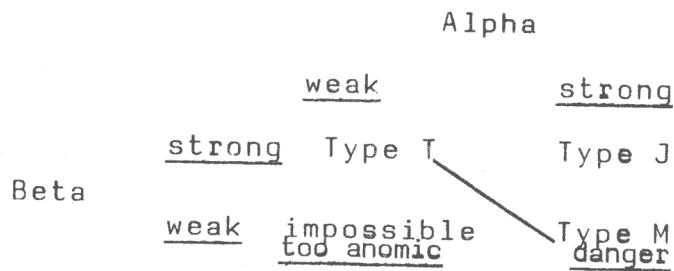 Alpha
weak strong
strong Type T Type J
Beta
weak impossible Type M
too anomic danger